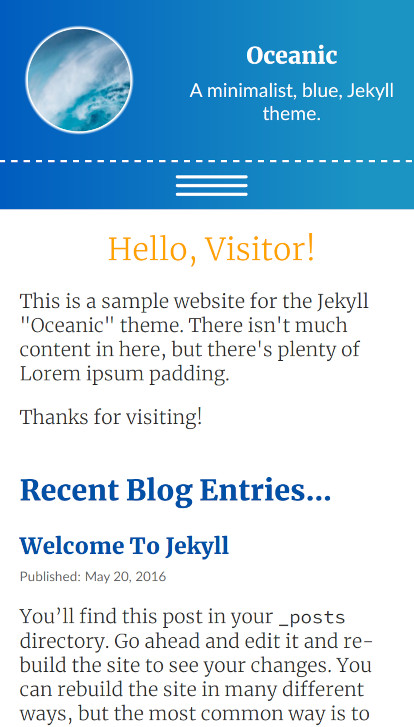 Oceanic
A minimalist, blue, Jekyll
theme.
Hello, Visitor!
This is a sample website for the Jekyll
"Oceanic" theme. There isn't much
content in here, but there's plenty of
Lorem ipsum padding.
Thanks for visiting!
Recent Blog Entries...
Welcome To Jekyll
Published: May 20, 2016
You’ll find this post in your _posts
directory. Go ahead and edit it and re-
build the site to see your changes. You
can rebuild the site in many different
ways, but the most common way is to